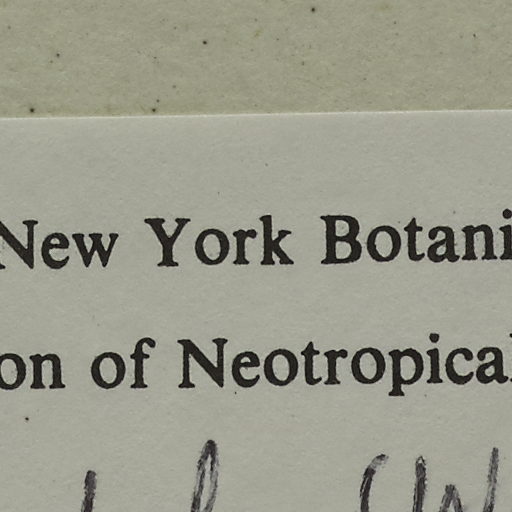 New York Botani
on of Neotropical